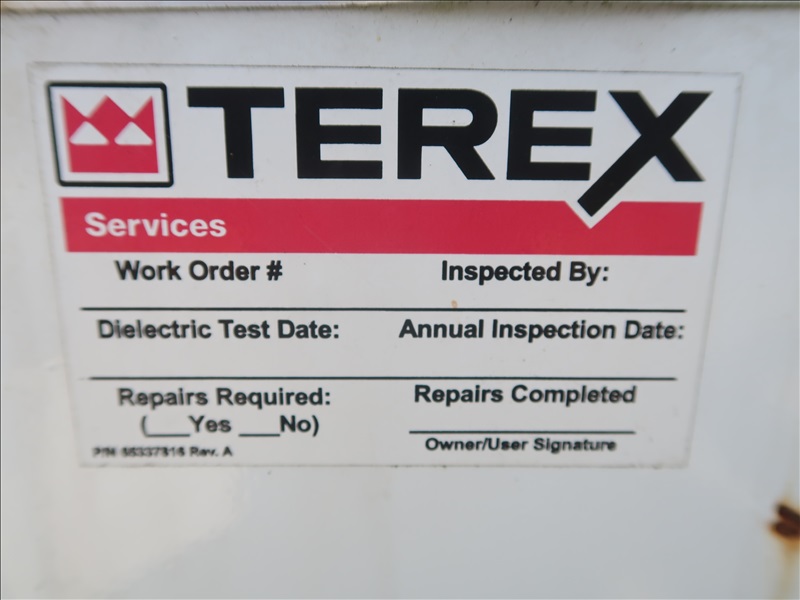 TEREX
Services
Work Order # Inspected By:
Dielectric Test Date: Annual Inspection Date:
Repairs Required: Repairs Completed
(___Yes ___No)
Owner/User Signature
P/N Rev. A